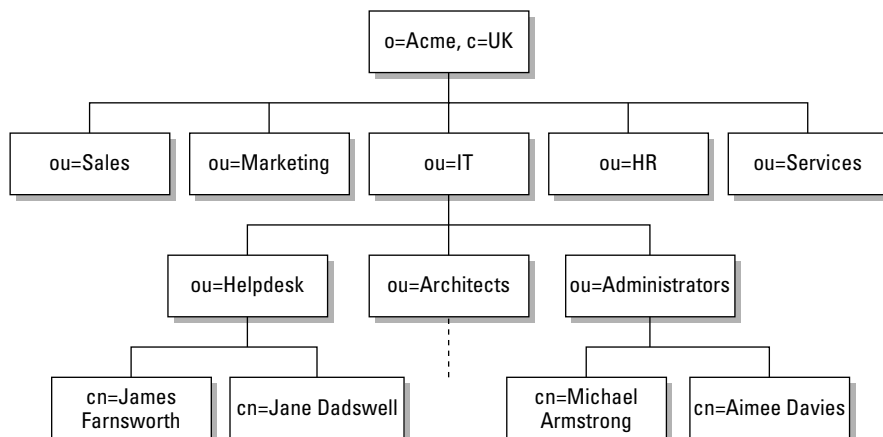 o=Acme, c=UK
ou=Sales
ou=Marketing
ou=IT
ou=HR
ou=Services
ou=Helpdesk
ou=Architects
ou=Administrators
cn=James
Farnsworth
cn=Jane Dadswell
cn=Michael
Armstrong
cn=Aimee Davies